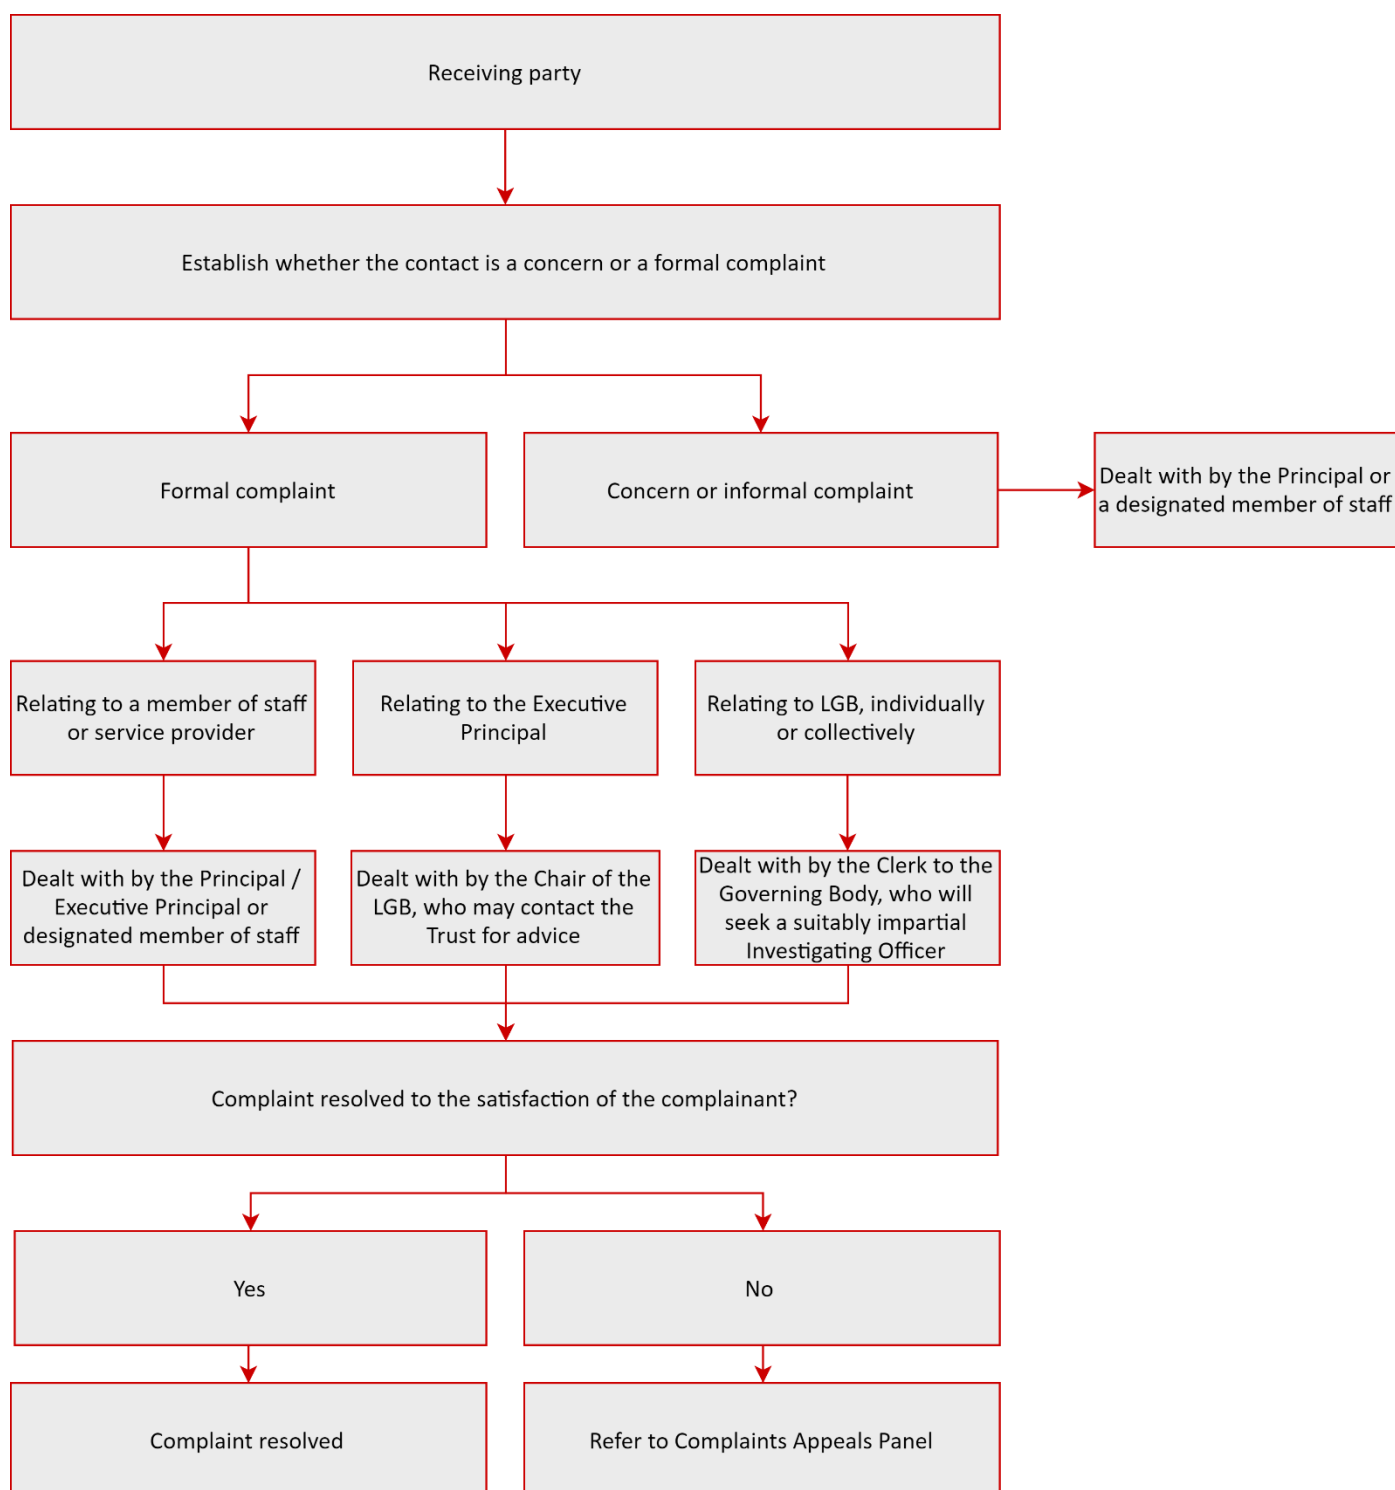 Receiving party
Establish whether the contact is a concern or a formal complaint
Formal complaint
Concern or informal complaint
Dealt with by the Principal or
a designated member of staff
Relating to a member of staff
or service provider
Relating to the Executive
Principal
Relating to LGB, individually
or collectively
Dealt with by the Principal /
Executive Principal or
designated member of staff
Dealt with by the Chair of the
LGB, who may contact the
Trust for advice
Dealt with by the Clerk to the
Governing Body, who will
seek a suitably impartial
Investigating Officer
Complaint resolved to the satisfaction of the complainant?
Yes
No
Complaint resolved
Refer to Complaints Appeals Panel